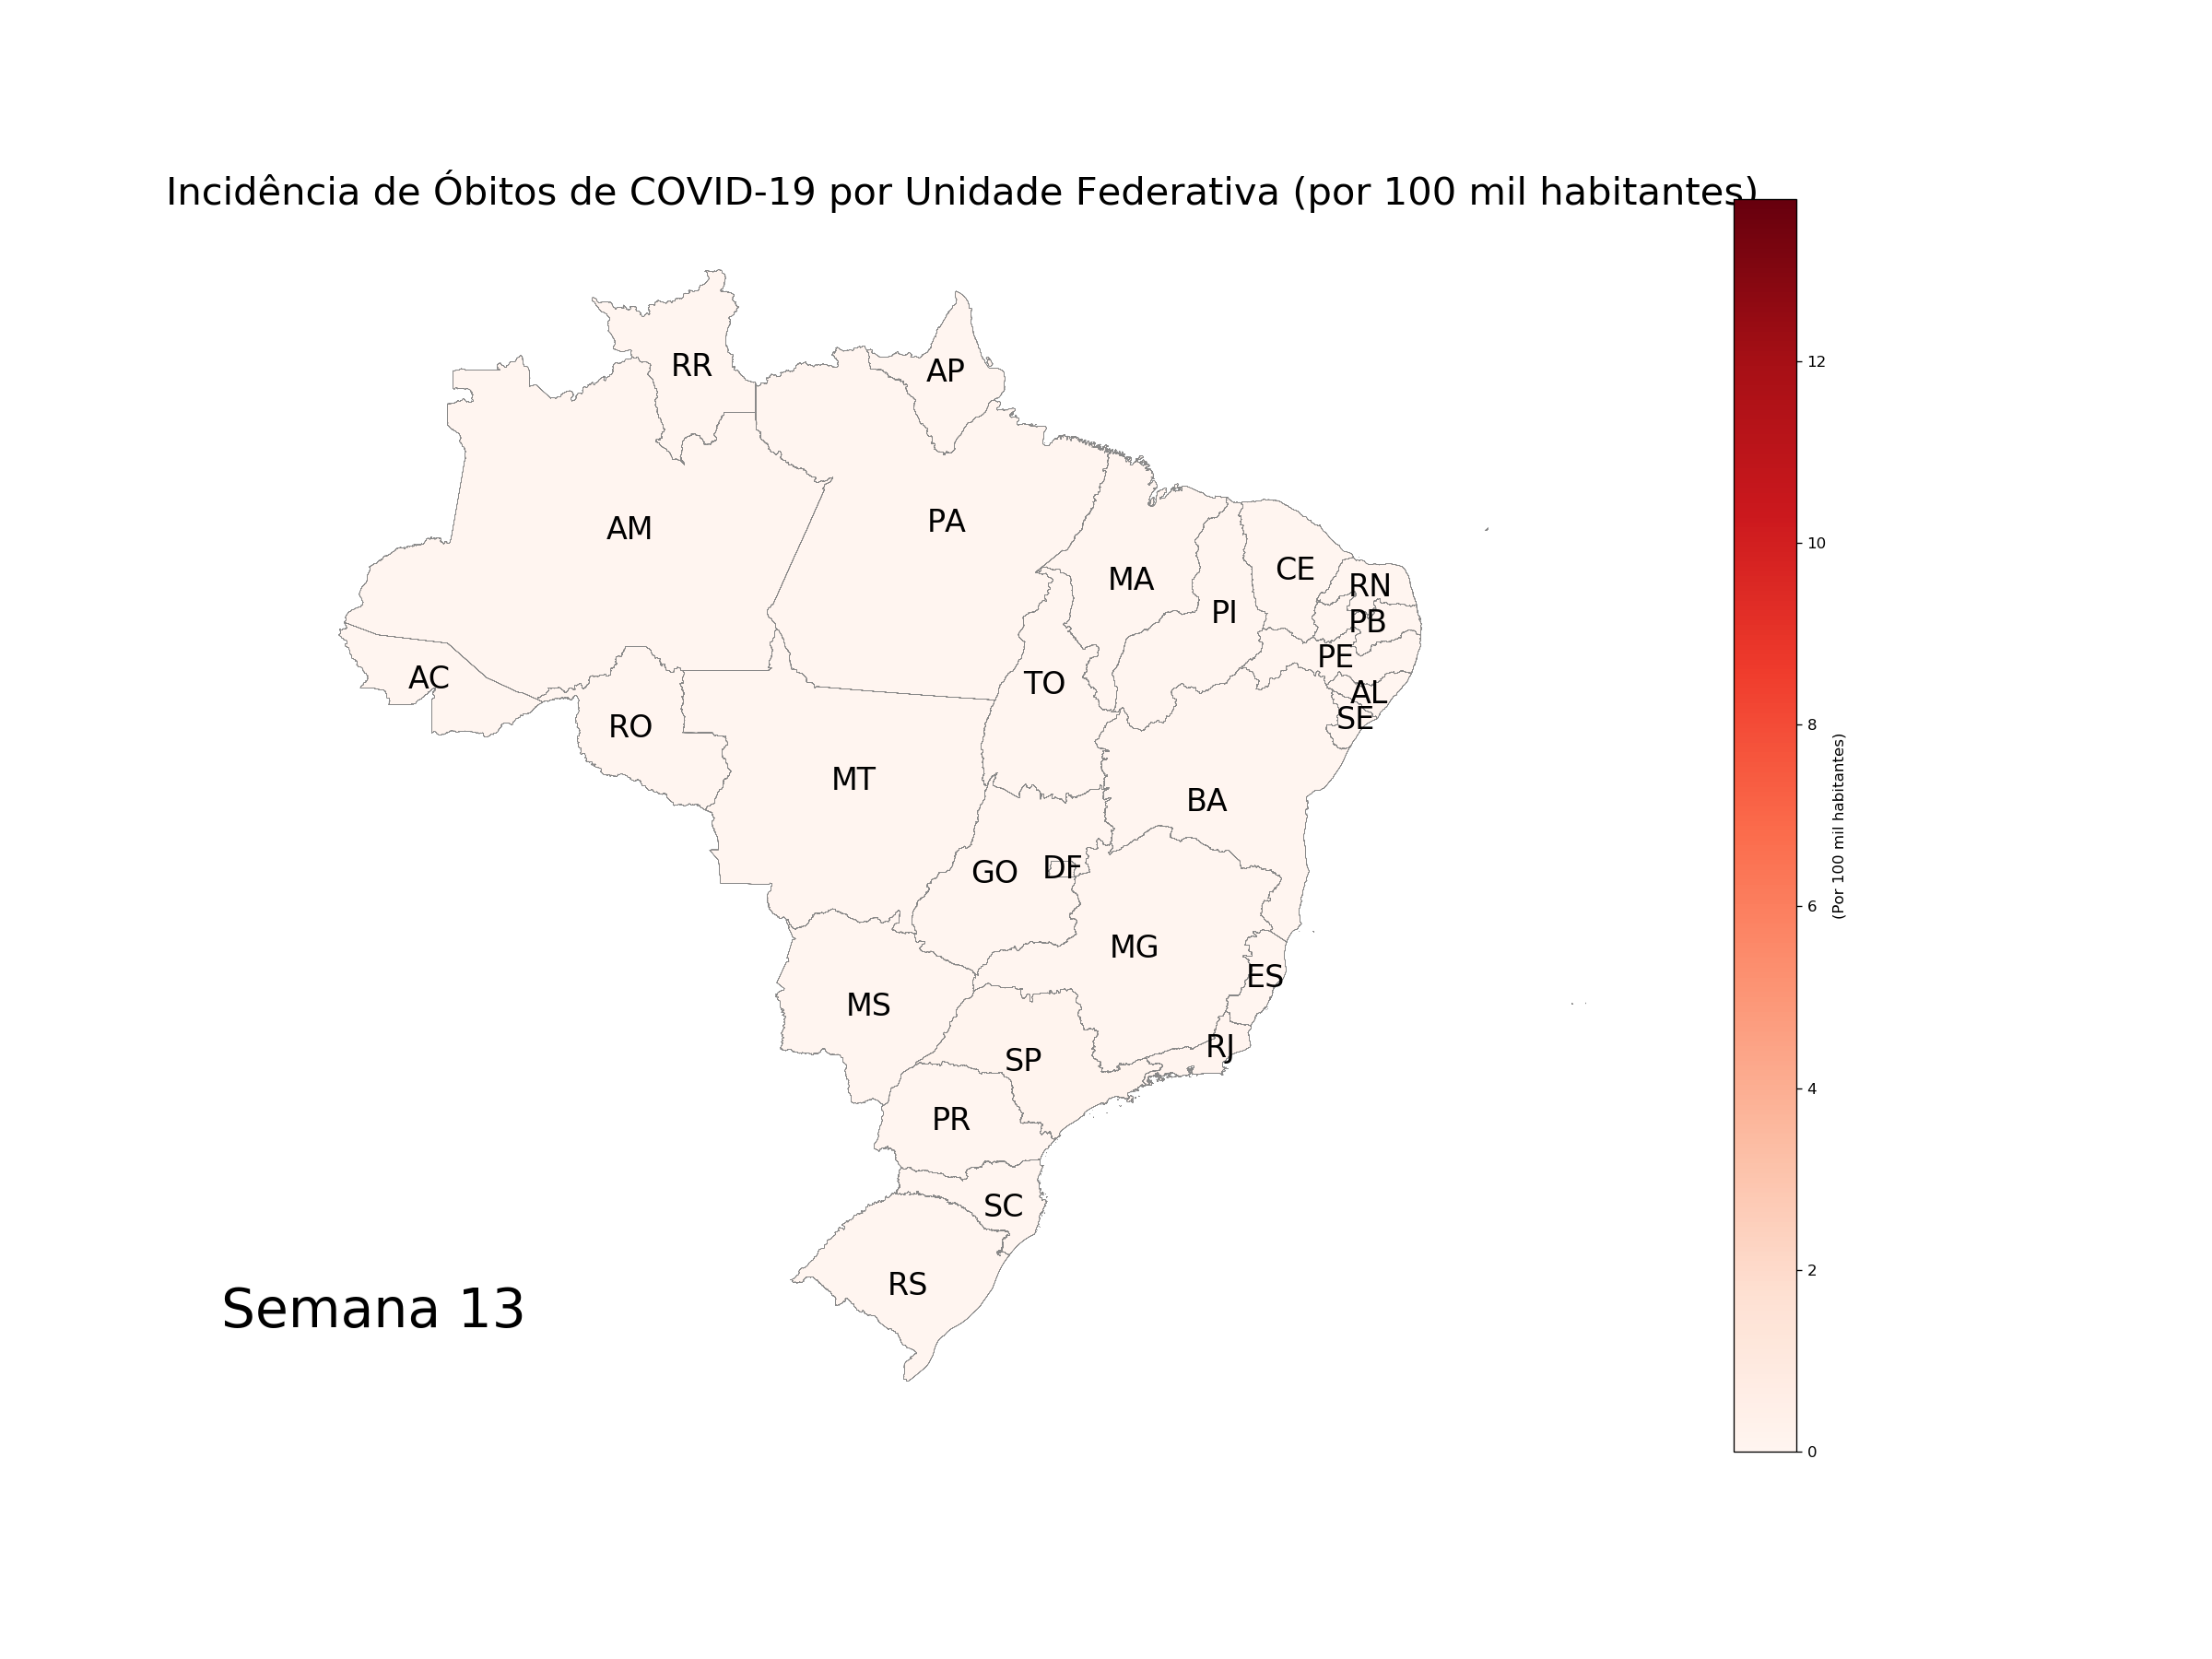 Incidência de Óbitos de COVID-19 por Unidade Federativa (por 100 mil habitantes)
RR
AP
AM
PA
MA
CE
RN
PI
PB
PE
AC
TO
AL
SE
RO
MT
BA
GO
DF
MG
ES
MS
RJ
SP
PR
SC
RS
Semana 13
12
10
8
6
4
2
0
(Por 100 mil habitantes)